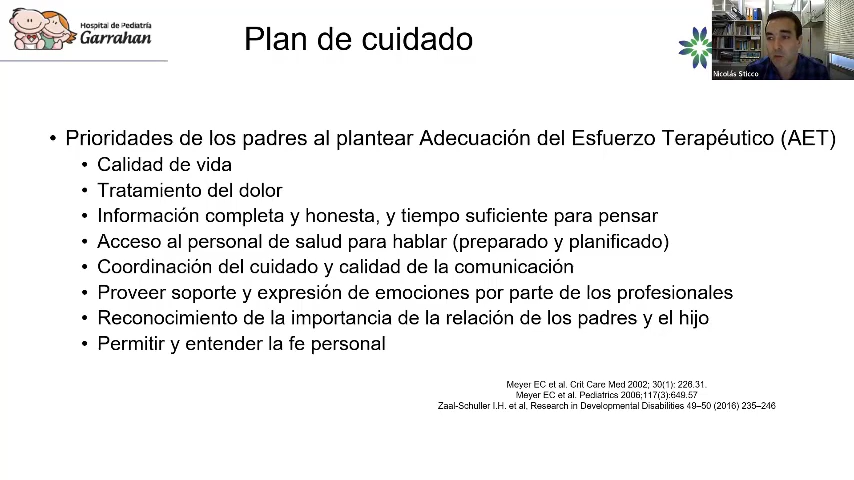 Hospital de Pediatría
Garrahan
Plan de cuidado
Nicolás Sticco
• Prioridades de los padres al plantear Adecuación del Esfuerzo Terapéutico (AET)
• Calidad de vida
• Tratamiento del dolor
• Información completa y honesta, y tiempo suficiente para pensar
• Acceso al personal de salud para hablar (preparado y planificado)
• Coordinación del cuidado y calidad de la comunicación
• Proveer soporte y expresión de emociones por parte de los profesionales
• Reconocimiento de la importancia de la relación de los padres y el hijo
• Permitir y entender la fe personal
Meyer EC et al. Crit Care Med 2002; 30(1): 226.31.
Meyer EC et al. Pediatrics 2006;117(3):649.57
Zaal-Schuller I.H. et al, Research in Developmental Disabilities 49–50 (2016) 235–246